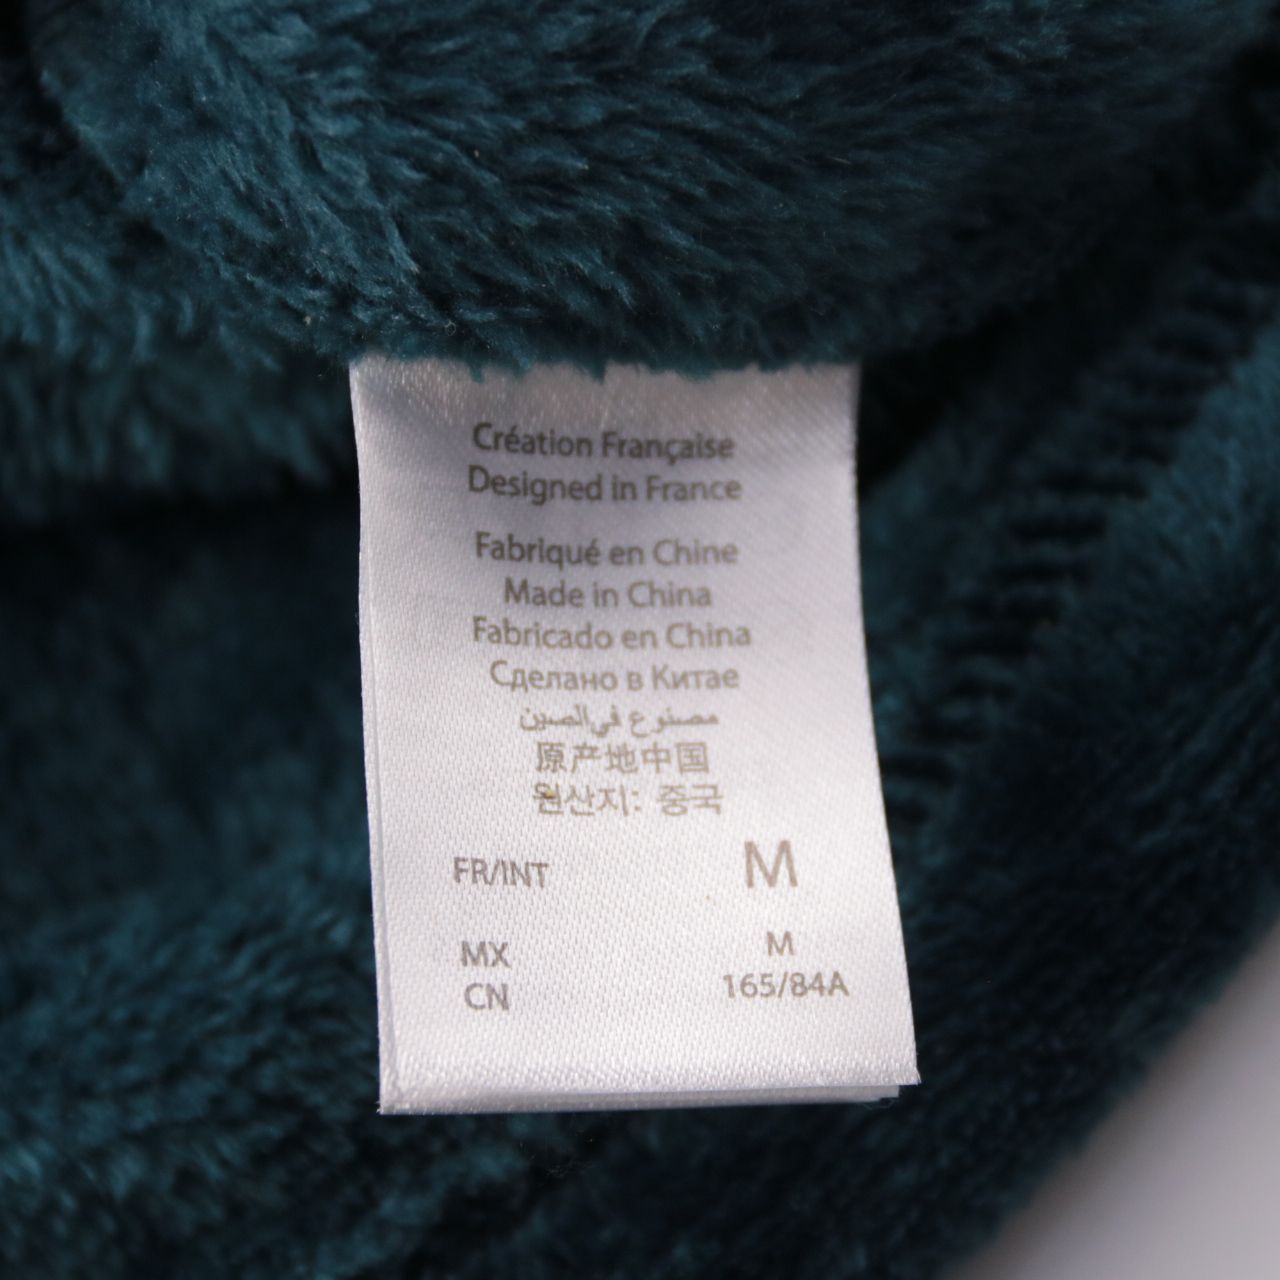 Création Française
Designed in France
Fabriqué en Chine
Made in China
Fabricado en China
Сделано в Китае
مصنوع في الصين
原产地中国
원산지: 중국
FR/INT M
MX M
CN 165/84A